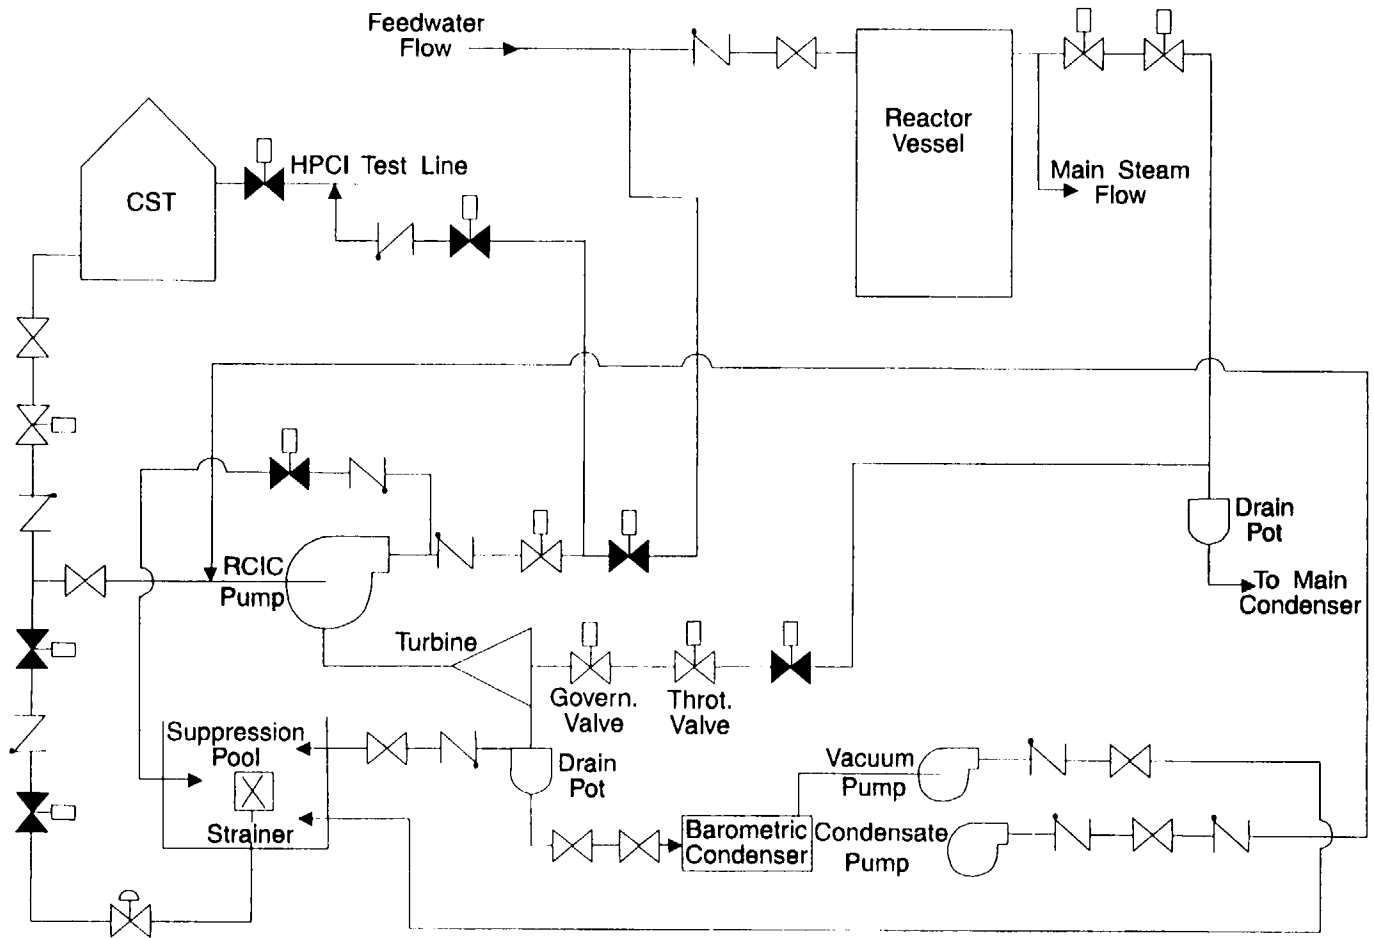 Feedwater
Flow
Reactor
Vessel
Main Steam
Flow
HPCI Test Line
CST
Drain
Pot
To Main
Condenser
RCIC
Pump
Turbine
Govern.
Valve
Throt.
Valve
Suppression
Pool
Strainer
Drain
Pot
Vacuum
Pump
Barometric
Condenser
Condensate
Pump